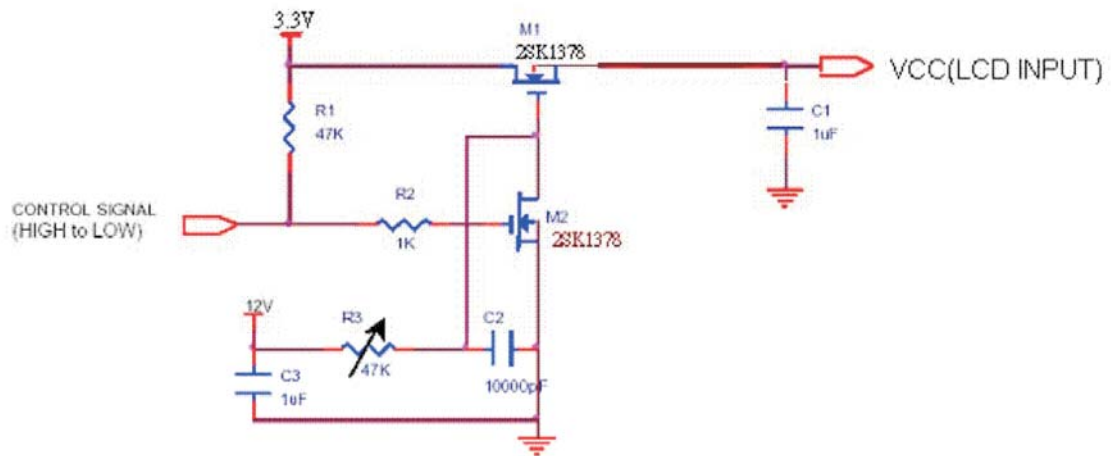 3.3V
M1
2SK1378
VCC(LCD INPUT)
R1
47K
C1
1uF
R2
1K
CONTROL SIGNAL
(HIGH to LOW)
M2
2SK1378
12V
R3
47K
C2
10000pF
C3
1uF